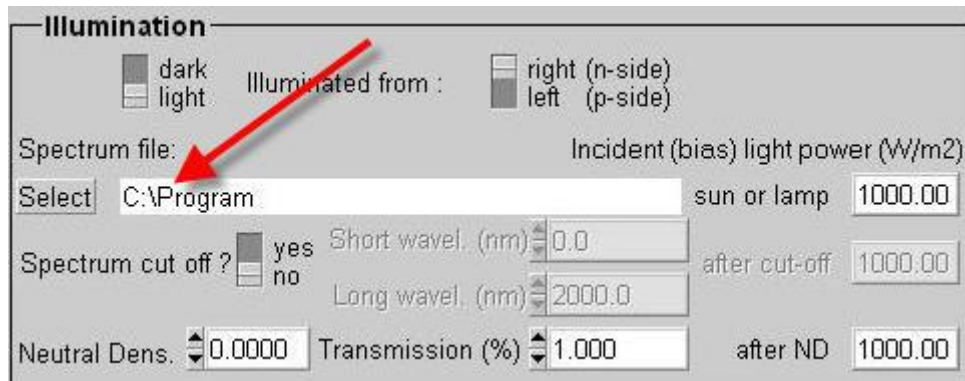 Illumination
dark
light
Illuminated from :
right (n-side)
left (p-side)
Spectrum file:
Incident (bias) light power (W/m2)
Select
C:\Program
sun or lamp
1000.00
Spectrum cut off ?
yes
no
Short wavel. (nm)
0.0
Long wavel. (nm)
2000.0
after cut-off
1000.00
Neutral Dens.
0.0000
Transmission (%)
1.000
after ND
1000.00